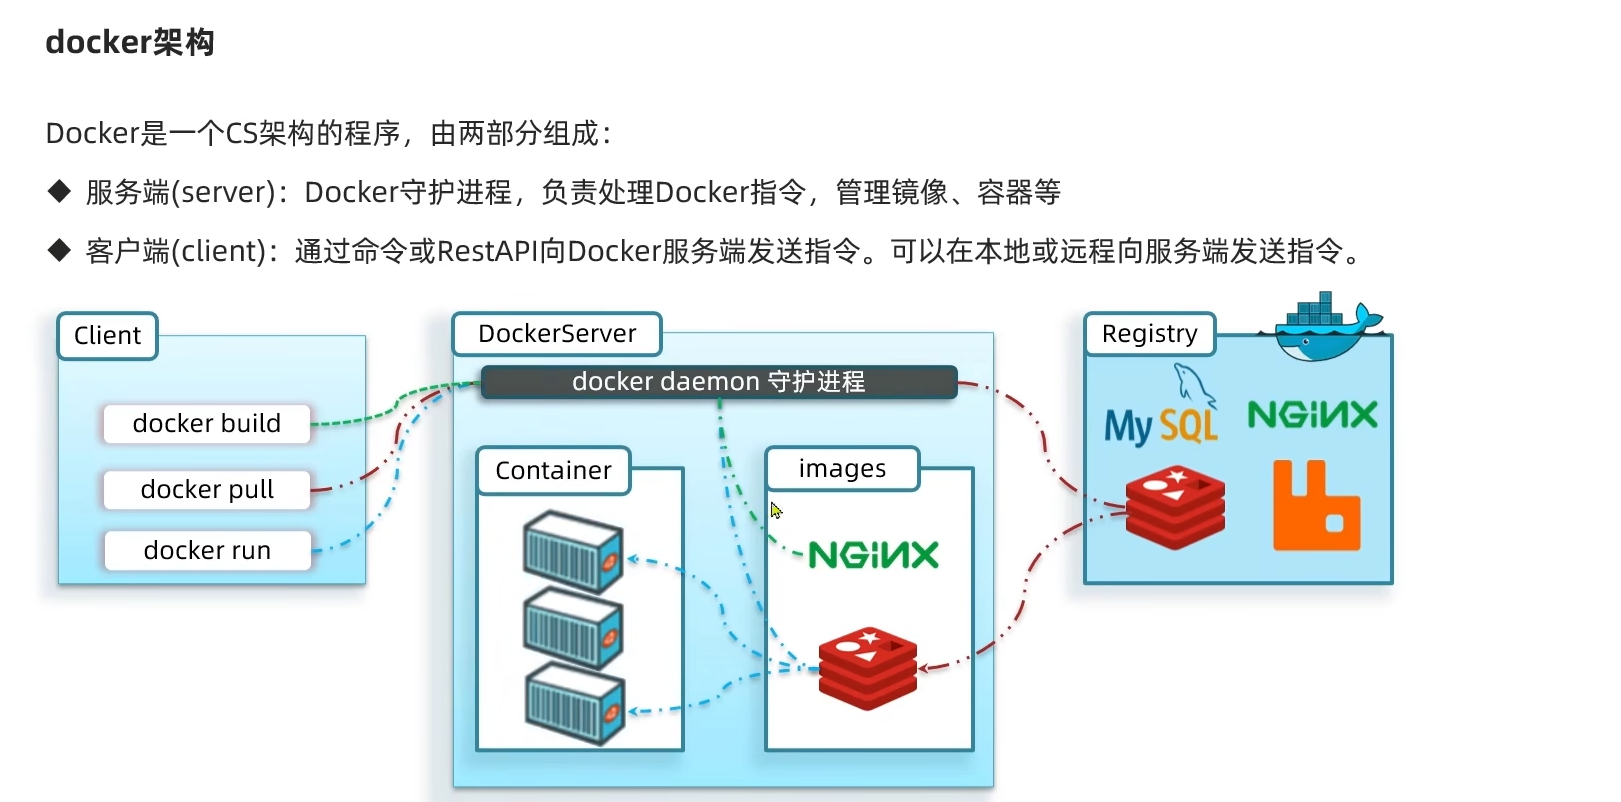 docker架构
Docker是一个CS架构的程序，由两部分组成：
◆ 服务端(server)：Docker守护进程，负责处理Docker指令，管理镜像、容器等
◆ 客户端(client)：通过命令或RestAPI向Docker服务端发送指令。可以在本地或远程向服务端发送指令。
Client
docker build
docker pull
docker run
DockerServer
docker daemon 守护进程
Container
images
NGiNX
Registry
MySQL
NGiNX